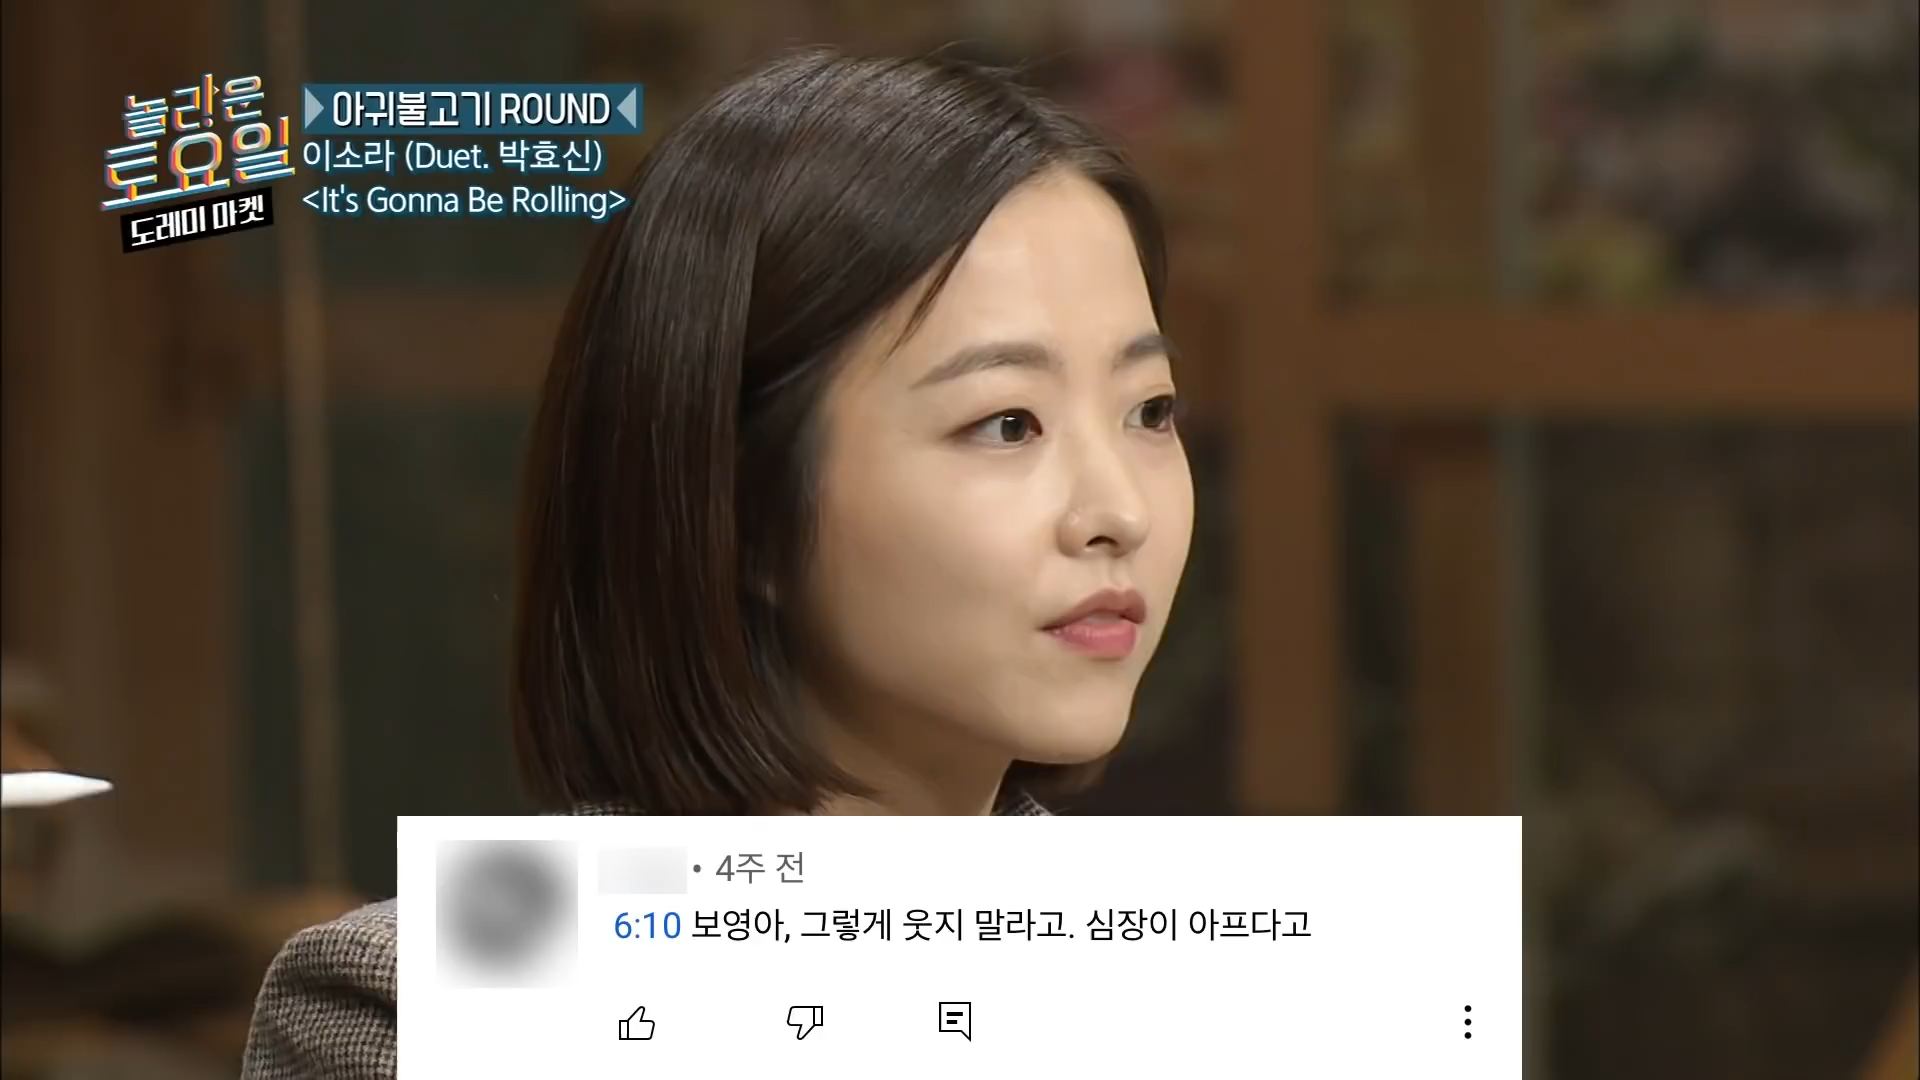 놀라운
토요일
도레미 마켓
아귀불고기 ROUND
이소라 (Duet. 박효신)
<It's Gonna Be Rolling>
• 4주 전
6:10 보영아, 그렇게 웃지 말라고. 심장이 아프다고